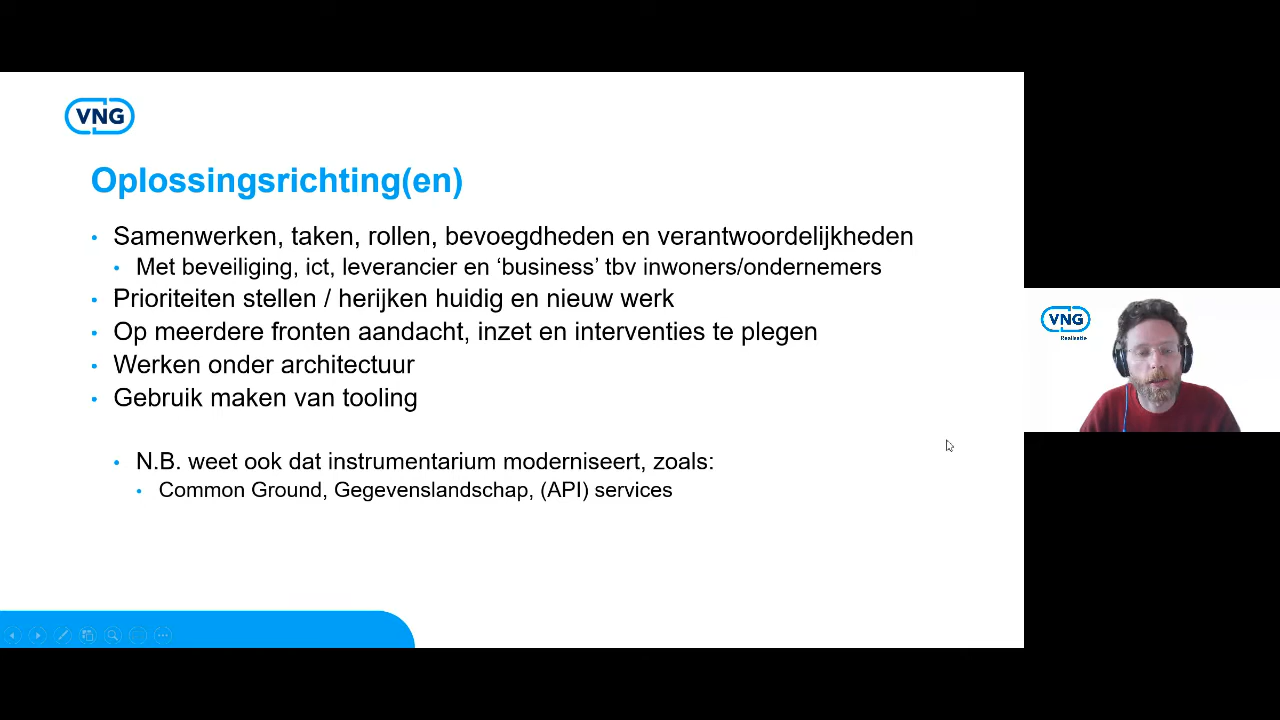 VNG
Oplossingsrichting(en)
Samenwerken, taken, rollen, bevoegdheden en verantwoordelijkheden
Met beveiliging, ict, leverancier en ‘business’ tbv inwoners/ondernemers
Prioriteiten stellen / herijken huidig en nieuw werk
Op meerdere fronten aandacht, inzet en interventies te plegen
Werken onder architectuur
Gebruik maken van tooling
N.B. weet ook dat instrumentarium moderniseert, zoals:
Common Ground, Gegevenslandschap, (API) services
VNG
Realisatie